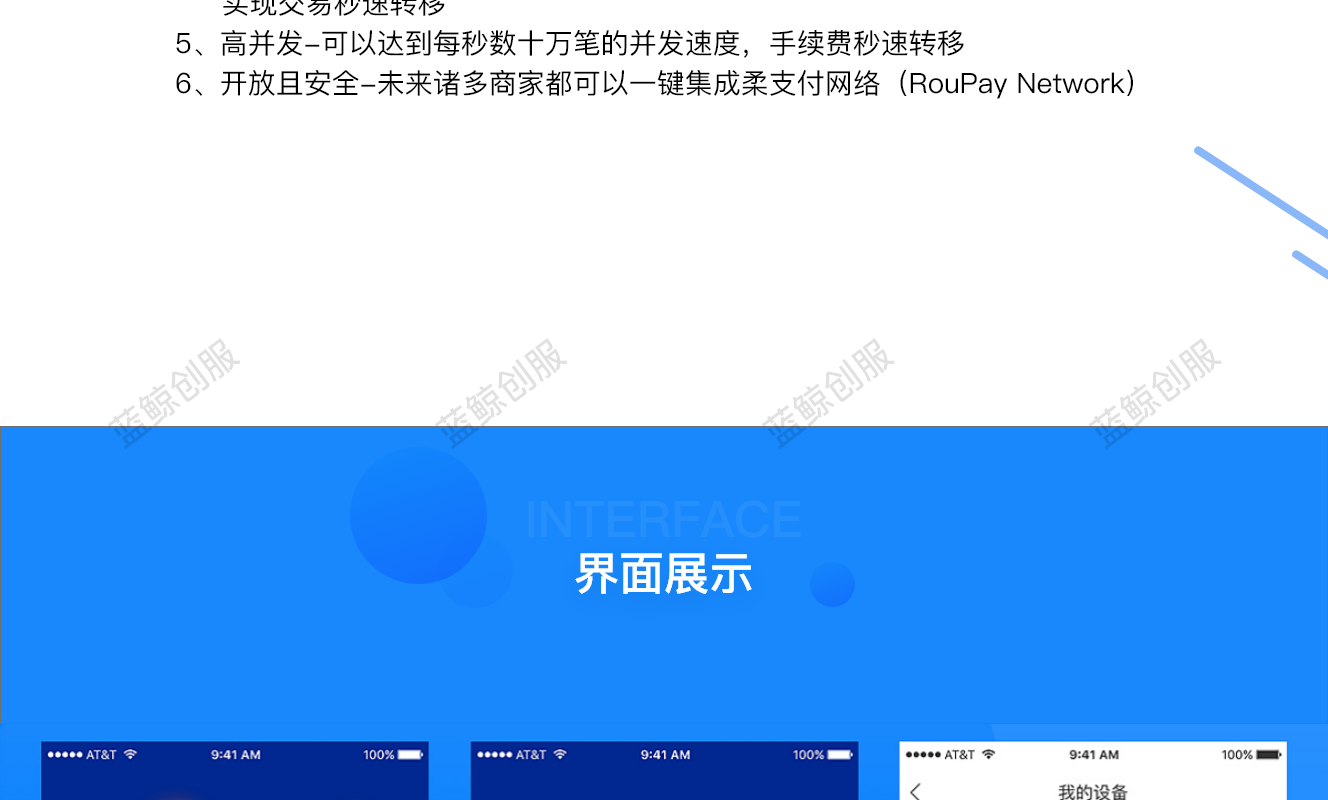 实现交易秒速转移
5、高并发–可以达到每秒数十万笔的并发速度，手续费秒速转移
6、开放且安全–未来诸多商家都可以一键集成柔支付网络（RouPay Network）
蓝鲸创服 蓝鲸创服 蓝鲸创服 蓝鲸创服
INTERFACE
界面展示
AT&T 9:41 AM 100%
AT&T 9:41 AM 100%
AT&T 9:41 AM 100%
我的设备